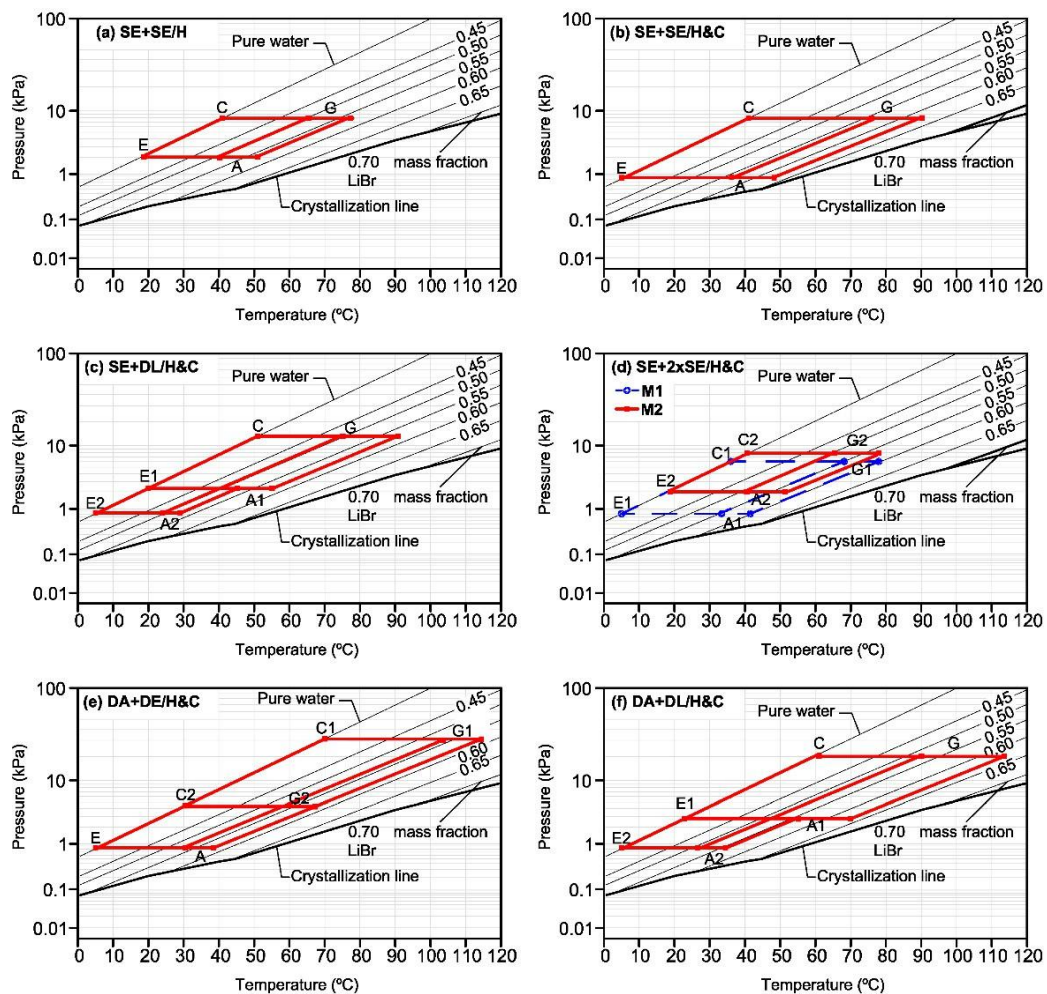 (a) SE+SE/H
Pressure (kPa)
100
10
1
0.1
0.01
Pure water
0.45
0.50
0.55
0.60
0.65
C
G
E
A
0.70
mass fraction
LiBr
Crystallization line
0 10 20 30 40 50 60 70 80 90 100 110 120
Temperature (ºC)
(b) SE+SE/H&C
Pressure (kPa)
100
10
1
0.1
0.01
Pure water
0.45
0.50
0.55
0.60
0.65
C
G
E
A
0.70
mass fraction
LiBr
Crystallization line
0 10 20 30 40 50 60 70 80 90 100 110 120
Temperature (ºC)
(c) SE+DL/H&C
Pressure (kPa)
100
10
1
0.1
0.01
Pure water
0.45
0.50
0.55
0.60
0.65
C
G
E1
A1
E2
A2
0.70
mass fraction
LiBr
Crystallization line
0 10 20 30 40 50 60 70 80 90 100 110 120
Temperature (ºC)
(d) SE+2xSE/H&C
M1
M2
Pressure (kPa)
100
10
1
0.1
0.01
Pure water
0.45
0.50
0.55
0.60
0.65
C1
C2
G2
G1
E2
A2
E1
A1
0.70
mass fraction
LiBr
Crystallization line
0 10 20 30 40 50 60 70 80 90 100 110 120
Temperature (ºC)
(e) DA+DE/H&C
Pressure (kPa)
100
10
1
0.1
0.01
Pure water
0.45
0.60
0.65
C1
G1
C2
G2
E
A
0.70
mass fraction
LiBr
Crystallization line
0 10 20 30 40 50 60 70 80 90 100 110 120
Temperature (ºC)
(f) DA+DL/H&C
Pressure (kPa)
100
10
1
0.1
0.01
Pure water
0.45
0.50
0.55
0.60
0.65
C
G
E1
A1
E2
A2
0.70
mass fraction
LiBr
Crystallization line
0 10 20 30 40 50 60 70 80 90 100 110 120
Temperature (ºC)